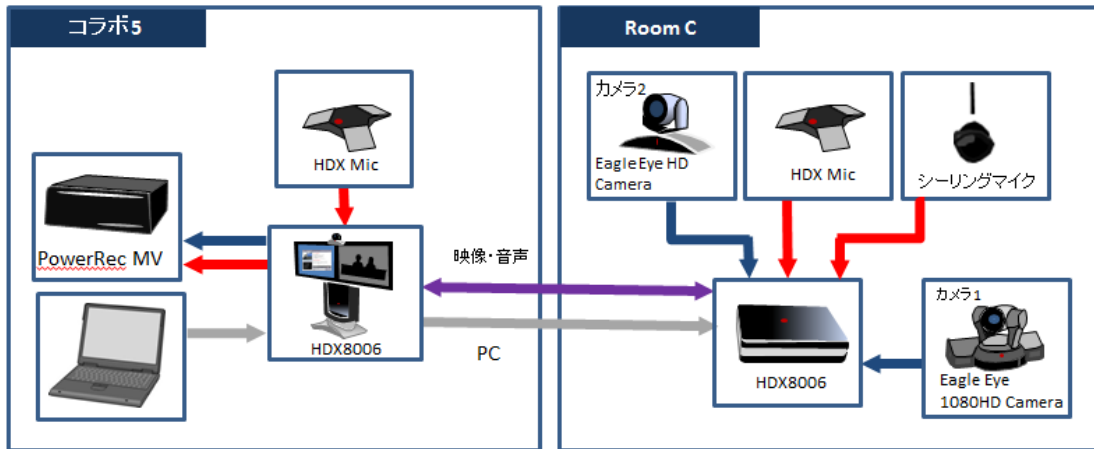 コラボ5
HDX Mic
PowerRec MV
HDX8006
映像・音声
PC
Room C
カメラ2
Eagle Eye HD
Camera
HDX Mic
シーリングマイク
HDX8006
カメラ1
Eagle Eye
1080HD Camera